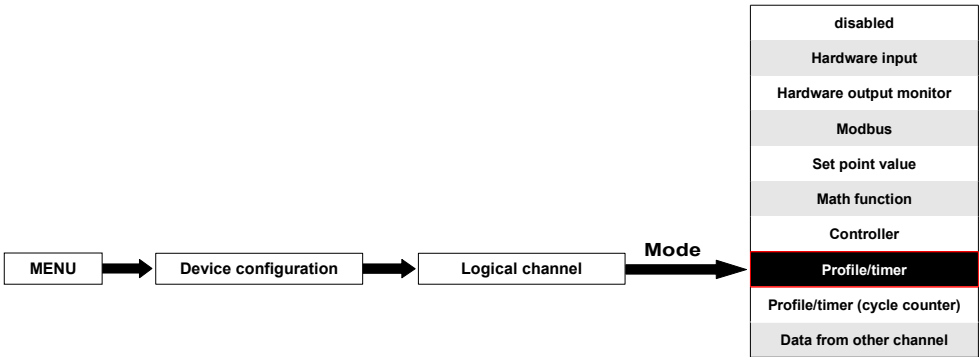 disabled
Hardware input
Hardware output monitor
Modbus
Set point value
Math function
Controller
MENU
Device configuration
Logical channel
Mode
Profile/timer
Profile/timer (cycle counter)
Data from other channel